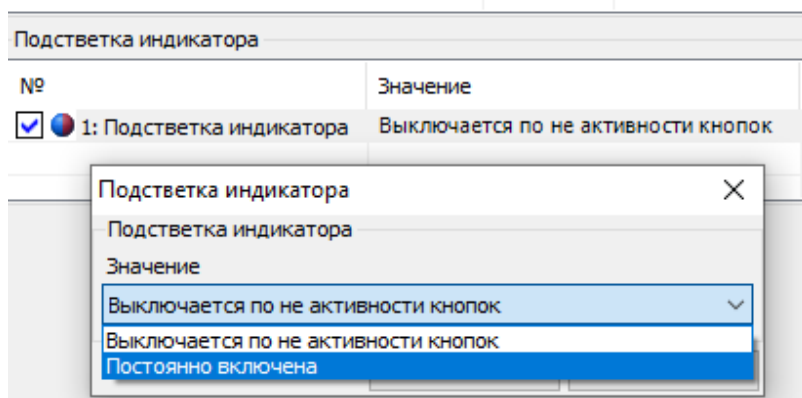 Подстветка индикатора
№ Значение
1: Подстветка индикатора Выключается по не активности кнопок
Подстветка индикатора
Подстветка индикатора
Значение
Выключается по не активности кнопок
Выключается по не активности кнопок
Постоянно включена